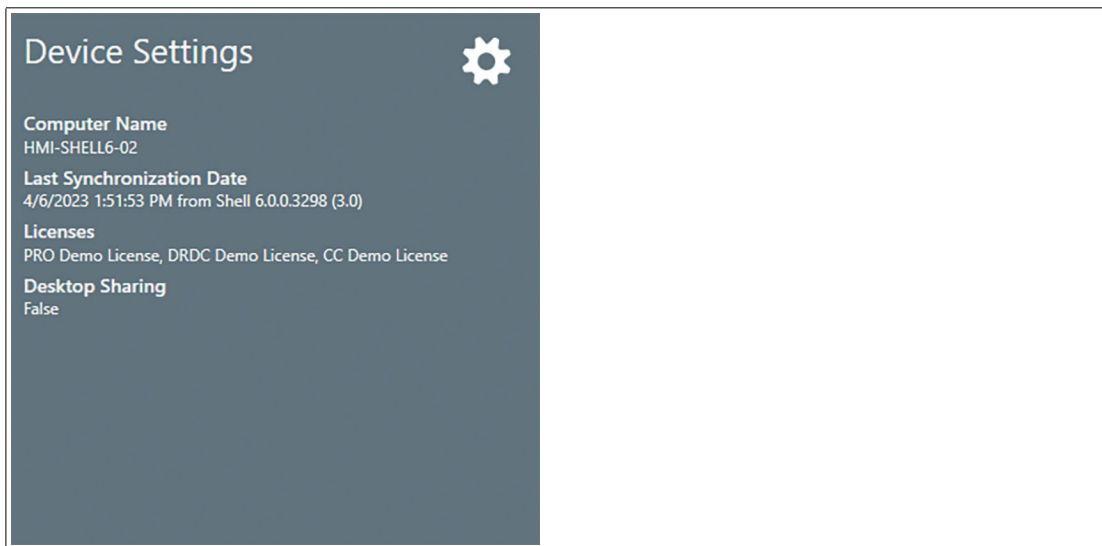 Device Settings
Computer Name
HMI-SHELL6-02
Last Synchronization Date
4/6/2023 1:51:53 PM from Shell 6.0.0.3298 (3.0)
Licenses
PRO Demo License, DRDC Demo License, CC Demo License
Desktop Sharing
False